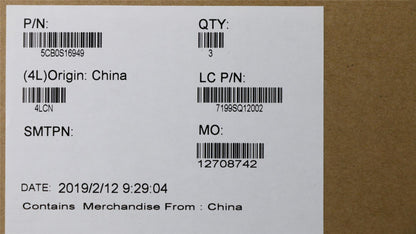 P/N:
QTY:
5CB0S16949
3
(4L)Origin: China
LC P/N:
4LCN
7199SQ12002
SMTPN:
MO:
12708742
DATE: 2019/2/12 9:29:04
Contains Merchandise From : China